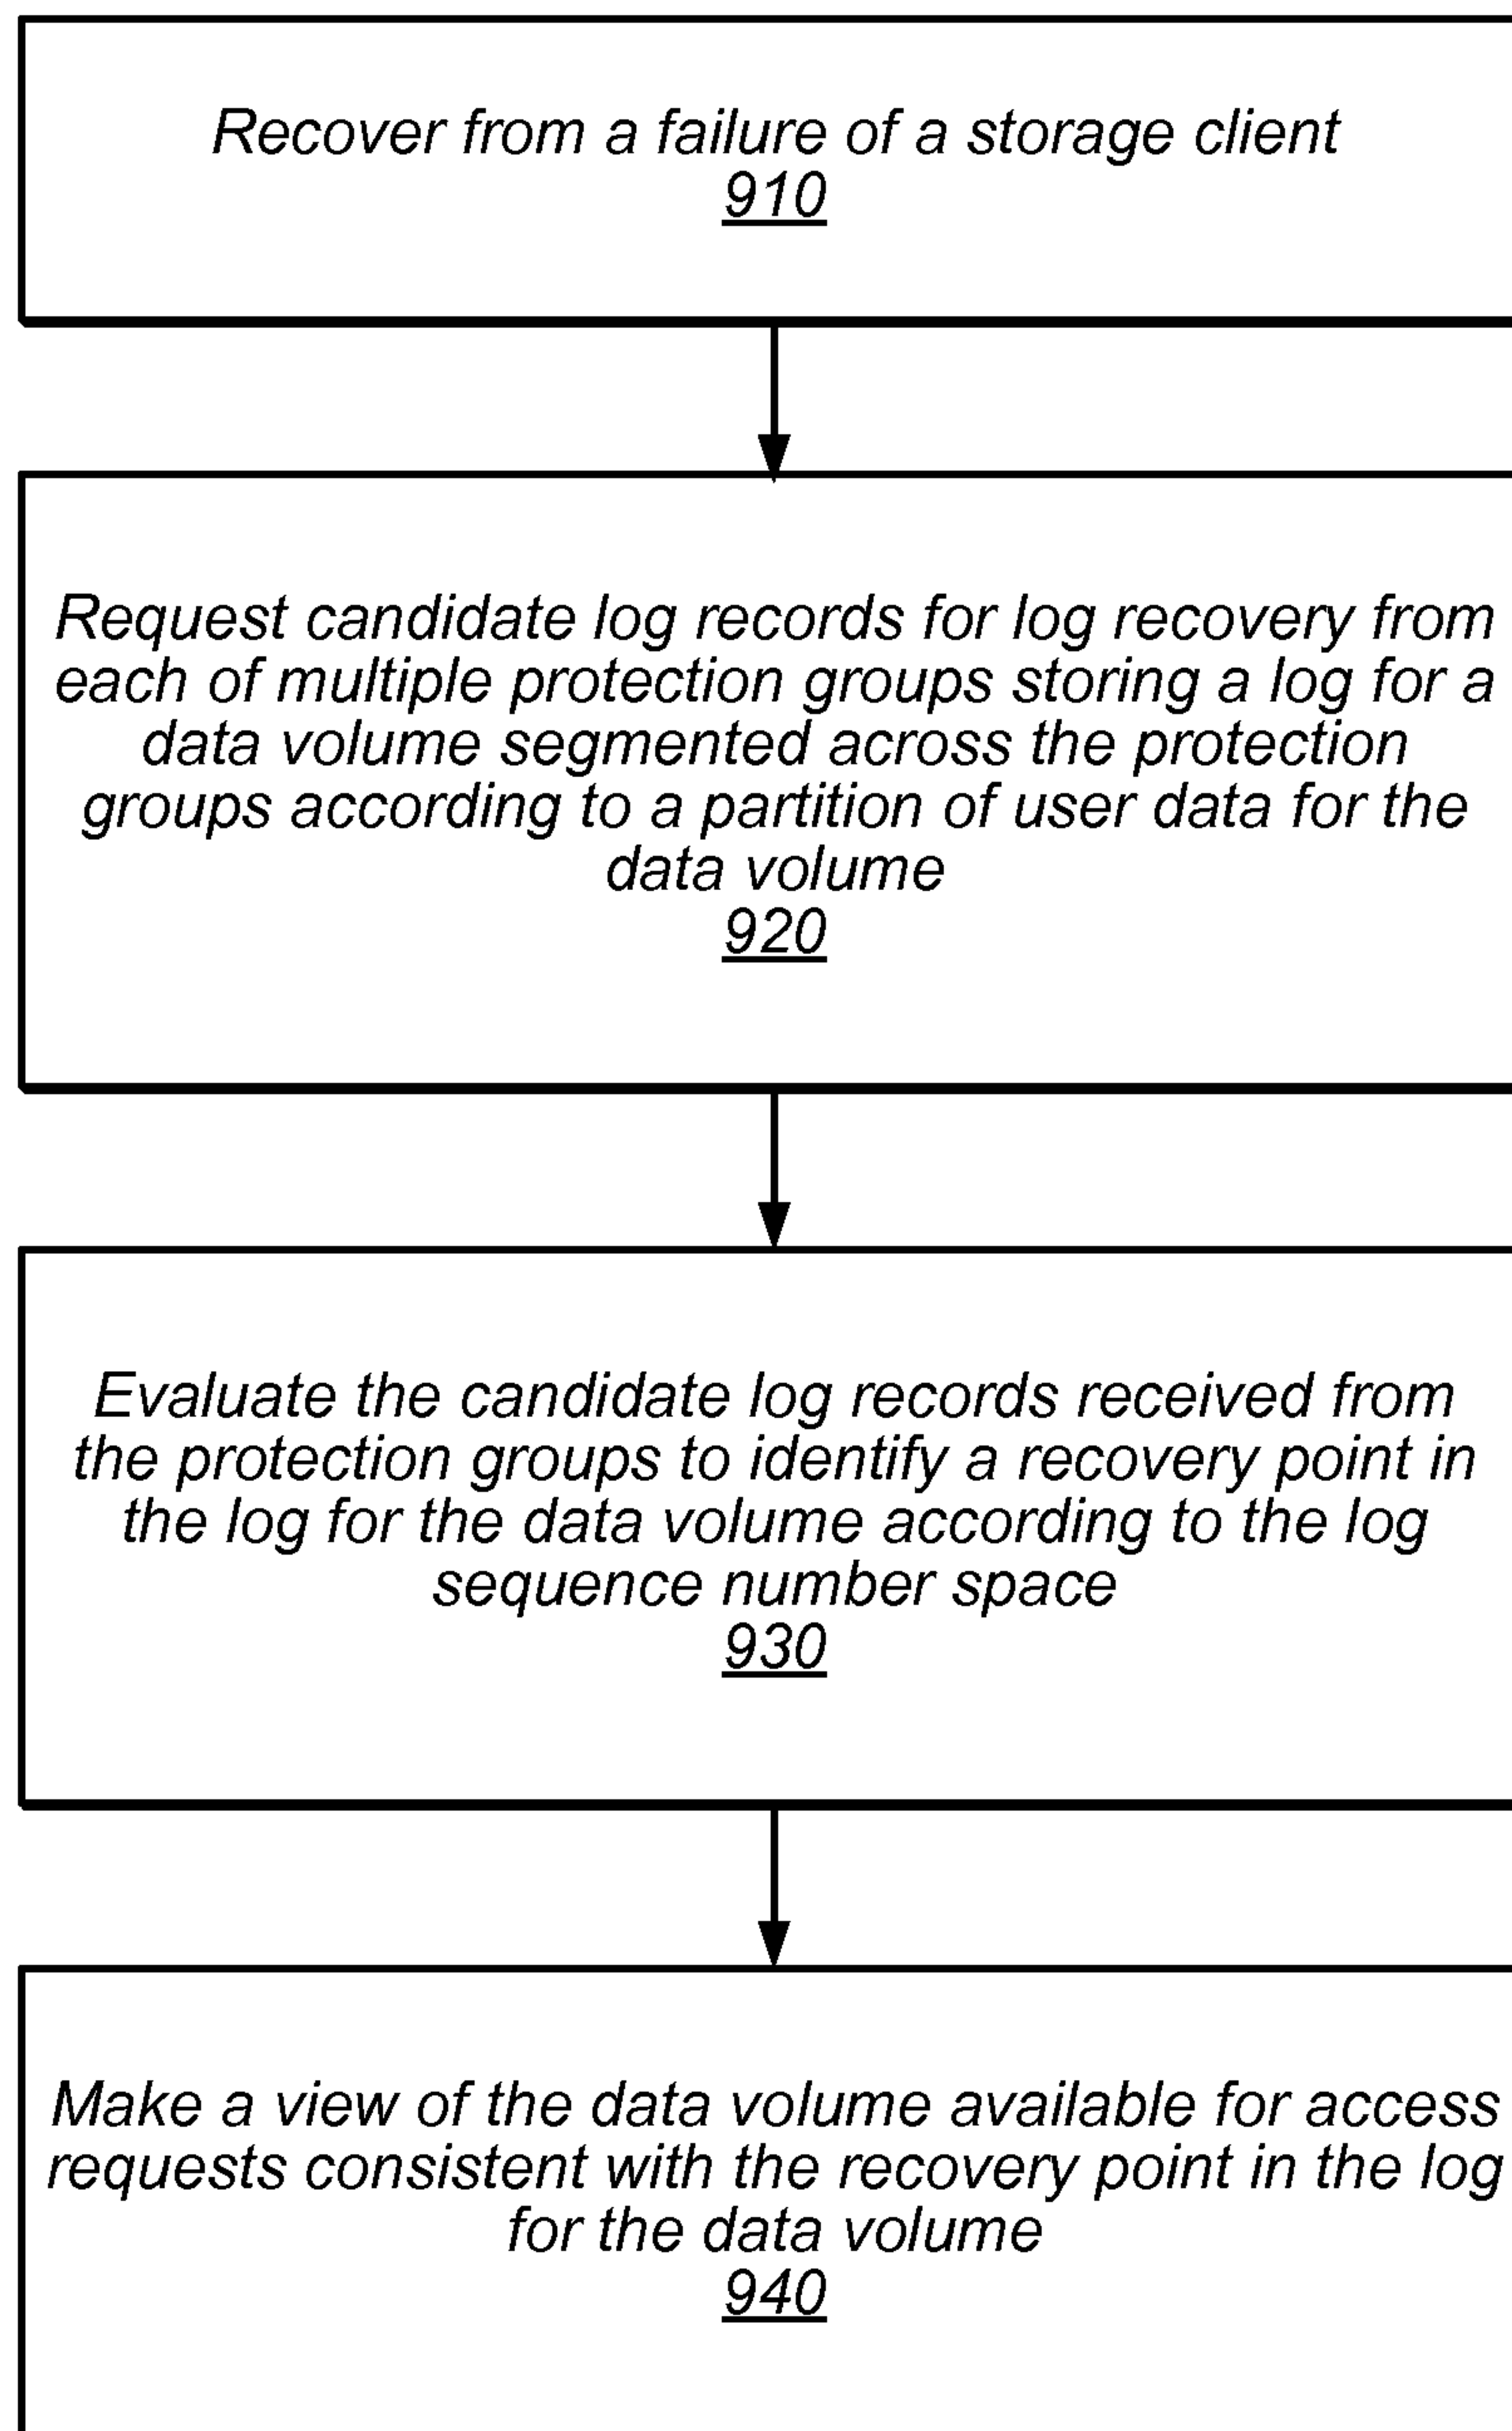 Recover from a failure of a storage client
910
Request candidate log records for log recovery from
each of multiple protection groups storing a log for a
data volume segmented across the protection
groups according to a partition of user data for the
data volume
920
Evaluate the candidate log records received from
the protection groups to identify a recovery point in
the log for the data volume according to the log
sequence number space
930
Make a view of the data volume available for access
requests consistent with the recovery point in the log
for the data volume
940